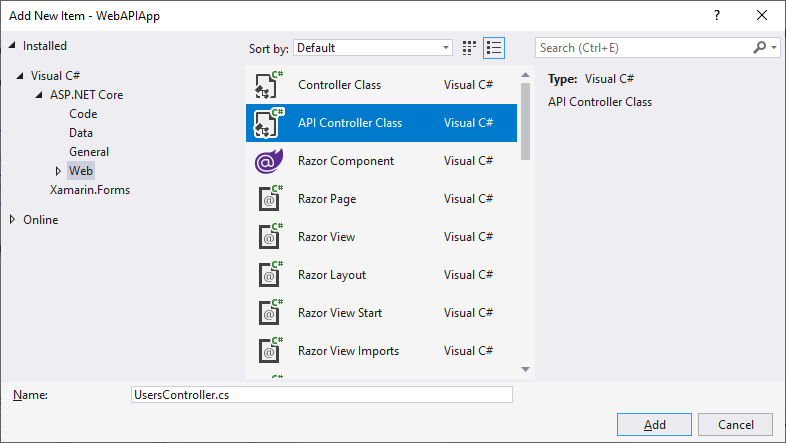 Add New Item - WebAPIApp
?
Installed
Sort by: Default
Search (Ctrl+E)
Visual C#
ASP.NET Core
Code
Data
General
Web
Xamarin.Forms
Online
C# Controller Class Visual C#
C# API Controller Class Visual C#
@ Razor Component Visual C#
C# @ Razor Page Visual C#
C# @ Razor View Visual C#
C# @ Razor Layout Visual C#
C# @ Razor View Start Visual C#
C# @ Razor View Imports Visual C#
C#
Type: Visual C#
API Controller Class
Name: UsersController.cs
Add Cancel